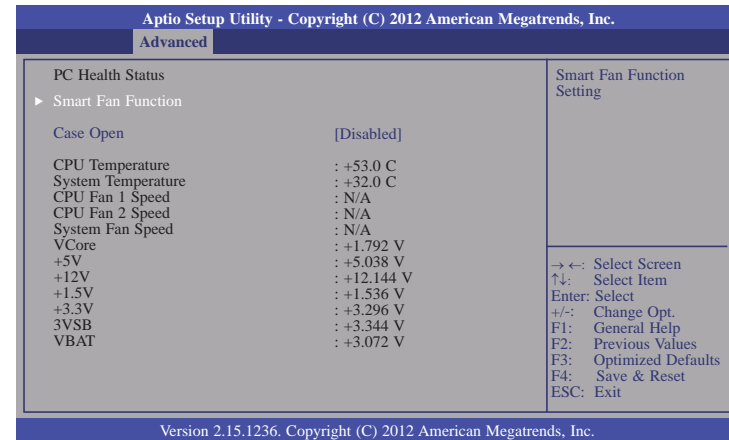 Aptio Setup Utility - Copyright (C) 2012 American Megatrends, Inc.
Advanced
PC Health Status
Smart Fan Function
Case Open [Disabled]
CPU Temperature : +53.0 C
System Temperature : +32.0 C
CPU Fan 1 Speed : N/A
CPU Fan 2 Speed : N/A
System Fan Speed : N/A
VCore : +1.792 V
+5V : +5.038 V
+12V : +12.144 V
+1.5V : +1.536 V
+3.3V : +3.296 V
3VSB : +3.344 V
VBAT : +3.072 V
Smart Fan Function
Setting
→ ←: Select Screen
↑↓: Select Item
Enter: Select
+/-: Change Opt.
F1: General Help
F2: Previous Values
F3: Optimized Defaults
F4: Save & Reset
ESC: Exit
Version 2.15.1236. Copyright (C) 2012 American Megatrends, Inc.